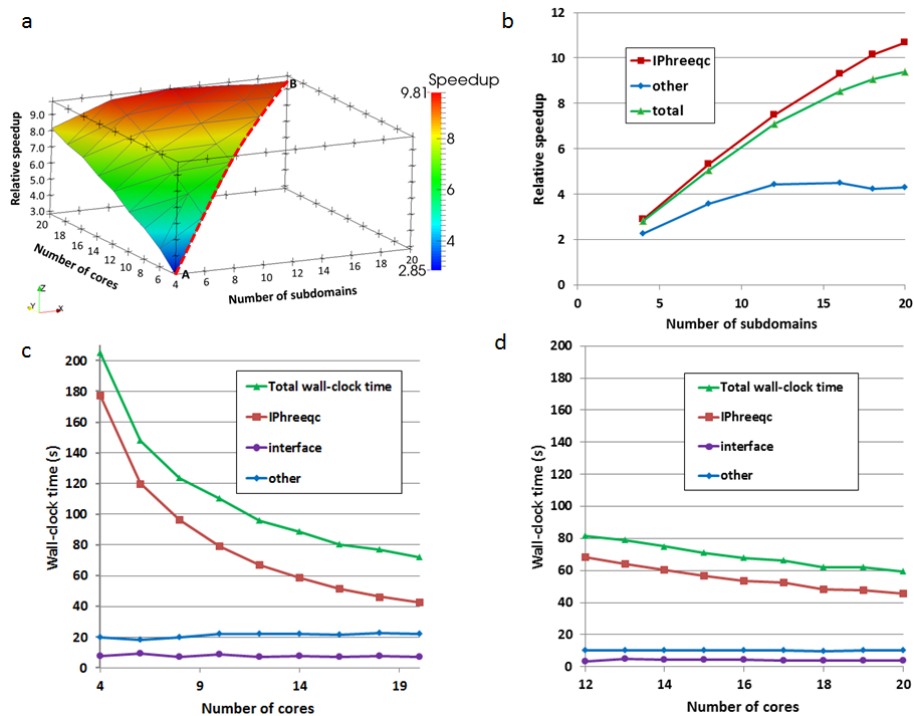 a
Speedup
9.81
8
6
4
2.85
B
A
Relative speedup
9.0
8.0
7.0
6.0
5.0
4.0
3.0
20
18
16
14
12
10
8
6
4
Number of cores
6
8
10
12
14
16
18
20
Number of subdomains
Z
Y
X
b
Relative speedup
12
10
8
6
4
2
0
IPhreeqc
other
total
0
5
10
15
20
Number of subdomains
c
Wall-clock time (s)
200
180
160
140
120
100
80
60
40
20
0
Total wall-clock time
IPhreeqc
interface
other
4
9
14
19
Number of cores
d
Wall-clock time (s)
200
180
160
140
120
100
80
60
40
20
0
Total wall-clock time
IPhreeqc
interface
other
12
14
16
18
20
Number of cores